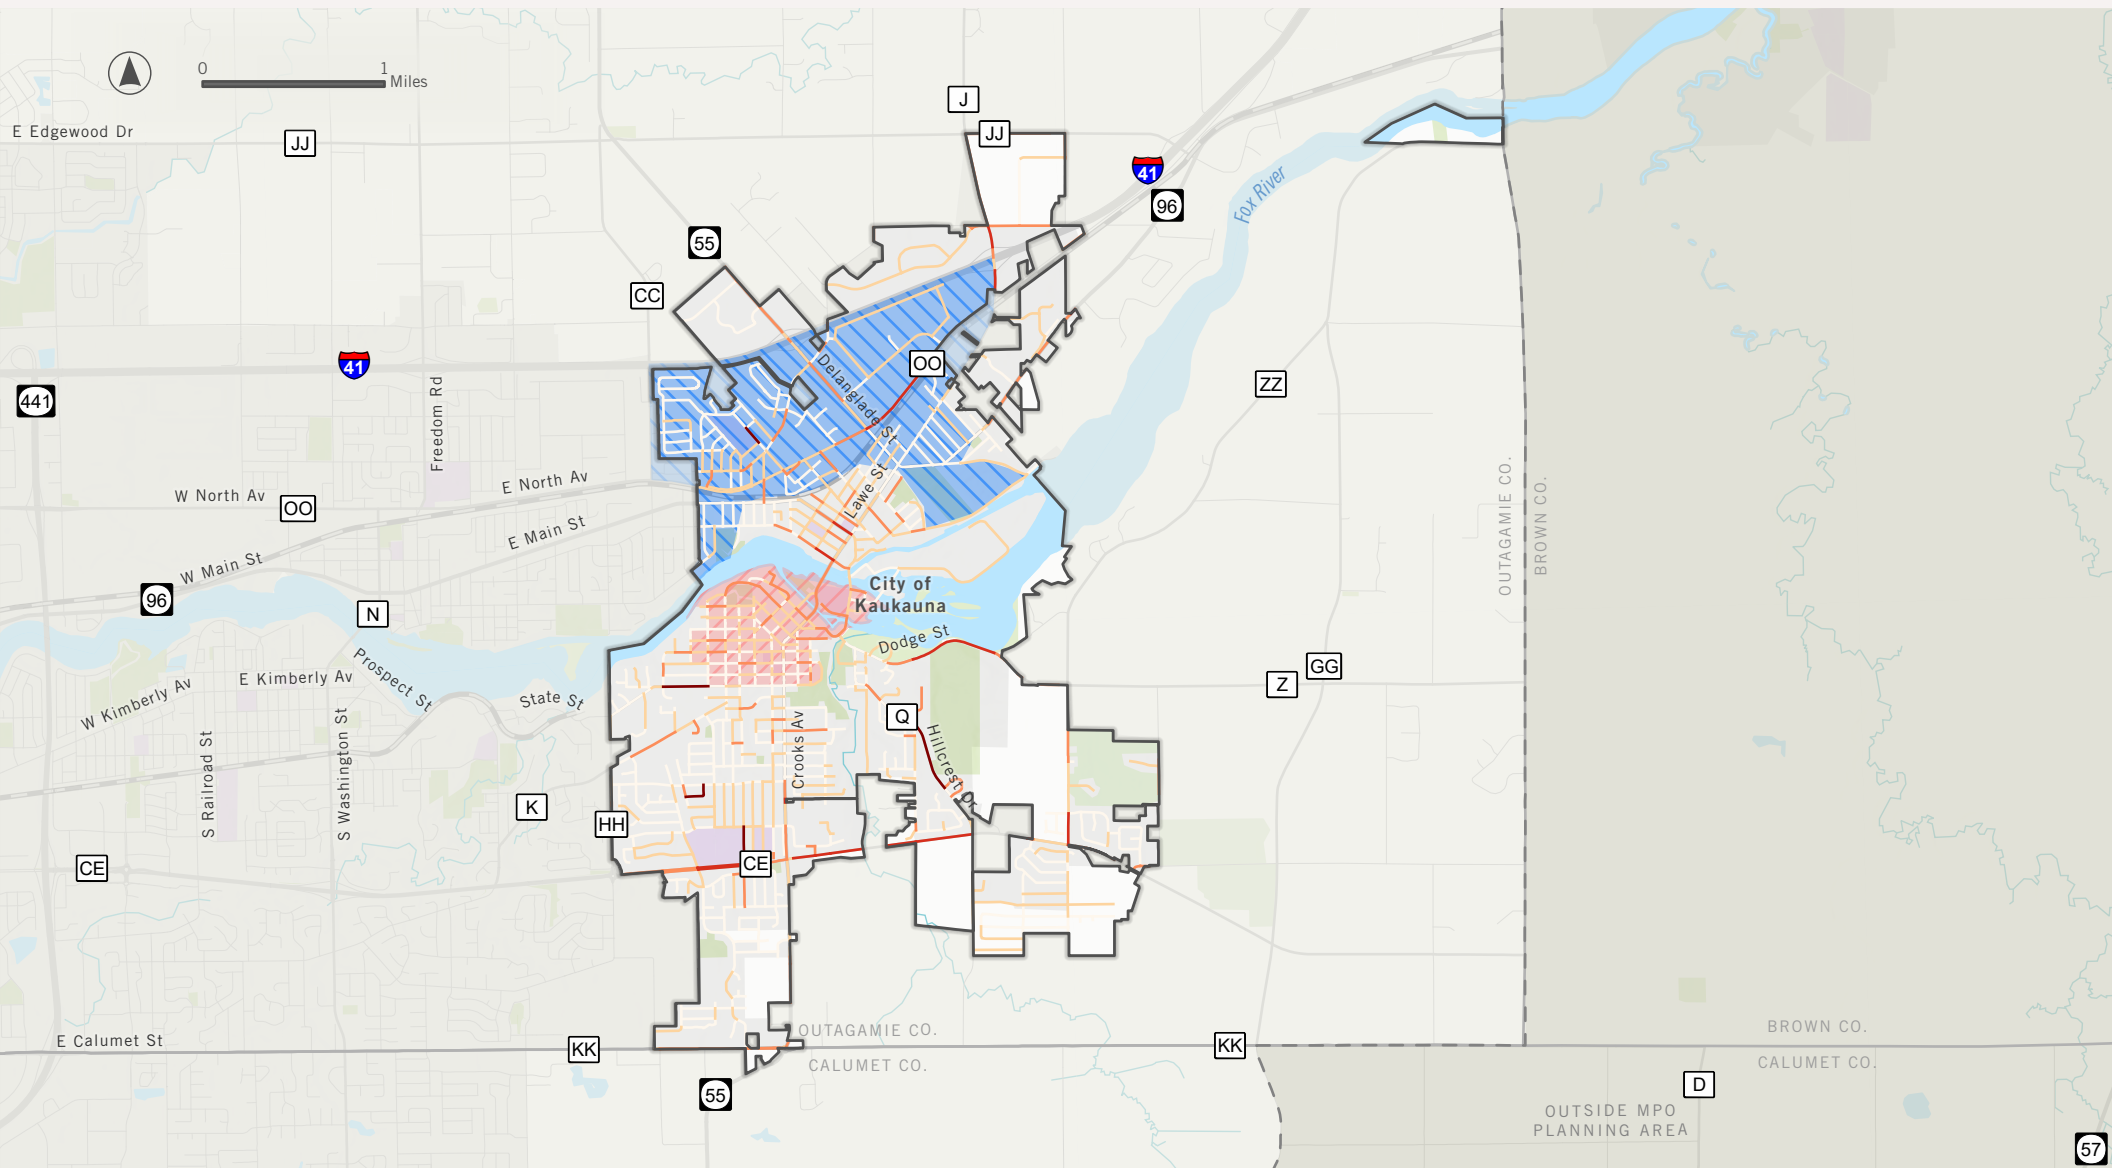 0 1
Miles
J
E Edgewood Dr
JJ
JJ
41
96
Fox River
55
CC
41
OO
441
ZZ
Delanglade St
Freedom Rd
W North Av
OO
E North Av
Lawe St
E Main St
W Main St
OUTAGAMIE CO.
BROWN CO.
96
N
City of
Kaukauna
Dodge St
Prospect St
E Kimberly Av
W Kimberly Av
State St
GG
Z
Q
S Railroad St
S Washington St
Crooks Av
Hillcrest Dr
K
HH
CE
CE
OUTAGAMIE CO.
BROWN CO.
E Calumet St
KK
KK
CALUMET CO.
CALUMET CO.
55
D
OUTSIDE MPO
PLANNING AREA
57